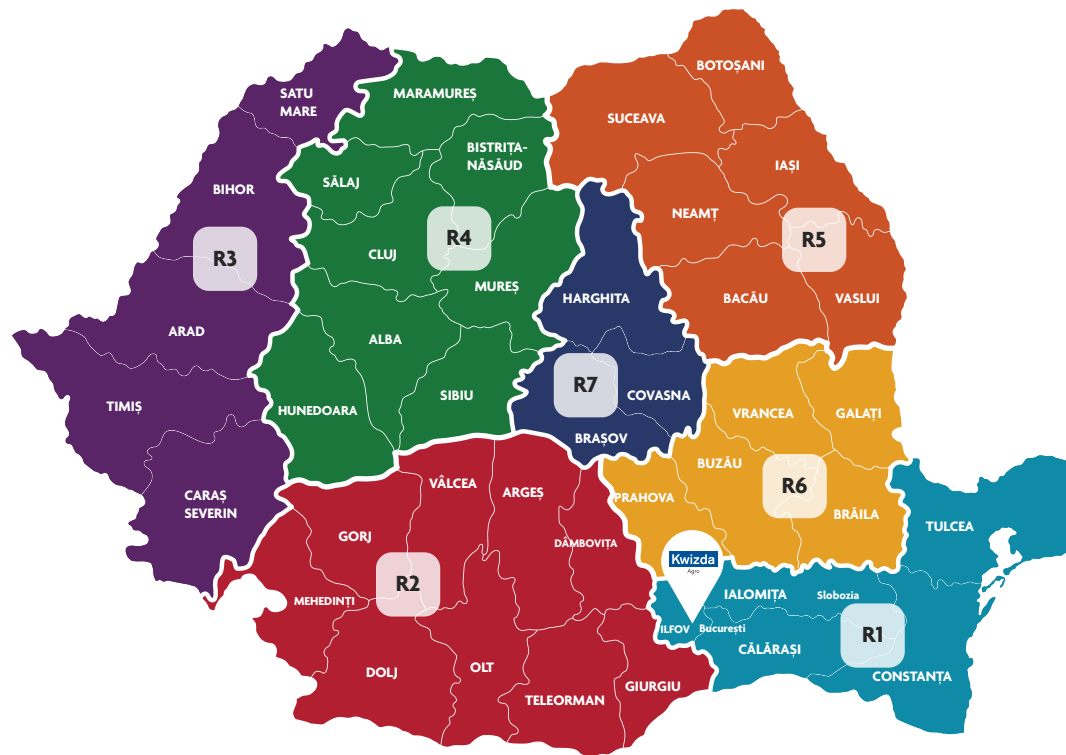 BOTOȘANI
SATU
MARE
MARAMUREȘ
SUCEAVA
BISTRIȚA-
NĂSĂUD
IAȘI
SĂLAJ
BIHOR
NEAMȚ
R4
R5
R3
CLUJ
MUREȘ
HARGHITA
BACĂU
VASLUI
ARAD
ALBA
R7
SIBIU
COVASNA
TIMIȘ
HUNEDOARA
VRANCEA
GALAȚI
BRAȘOV
BUZĂU
VÂLCEA
ARGEȘ
R6
CARAȘ
SEVERIN
PRAHOVA
BRĂILA
TULCEA
GORJ
DÂMBOVIȚA
Kwizda
Agro
R2
MEHEDINȚI
IALOMIȚA
Slobozia
ILFOV
București
R1
CĂLĂRAȘI
DOLJ
OLT
CONSTANȚA
TELEORMAN
GIURGIU